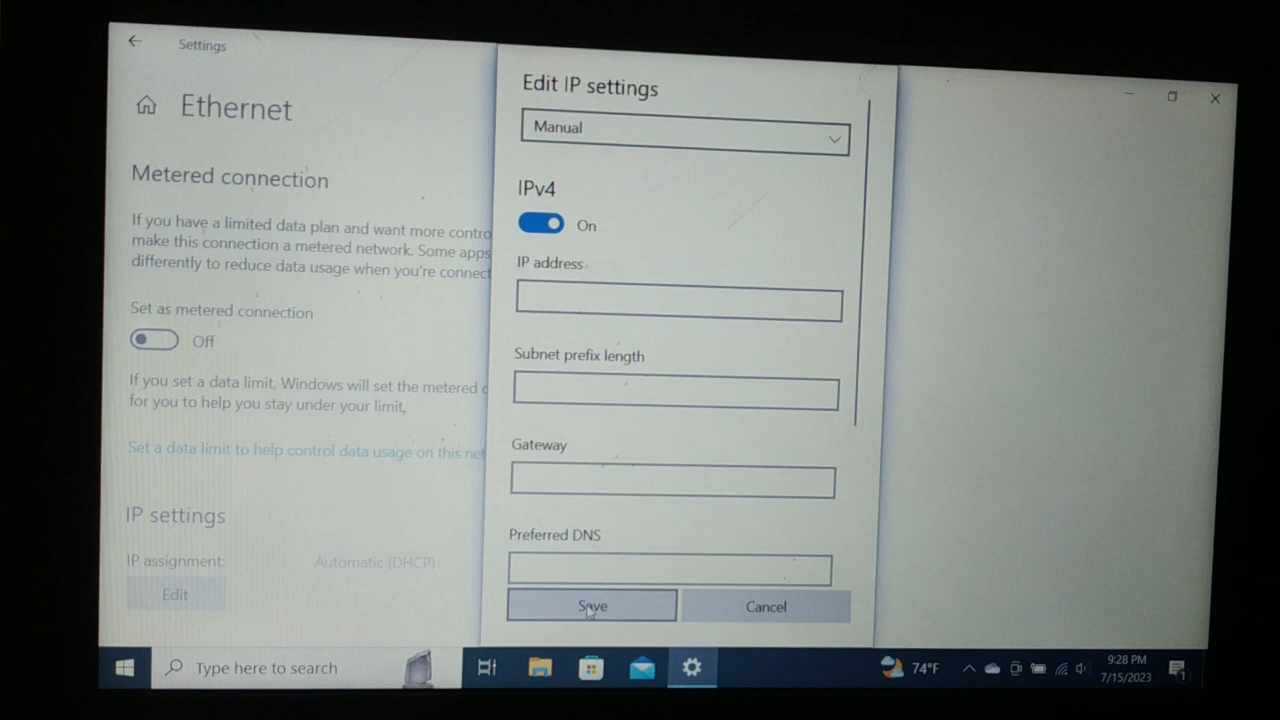 Settings
Ethernet
Metered connection
If you have a limited data plan and want more contro
make this connection a metered network. Some apps
differently to reduce data usage when you're connect
Set as metered connection
Off
If you set a data limit, Windows will set the metered c
for you to help you stay under your limit,
Set a data limit to help control data usage on this net
IP settings
IP assignment: Automatic (DHCP)
Edit
Edit IP settings
Manual
IPv4
On
IP address
Subnet prefix length
Gateway
Preferred DNS
Save Cancel
Type here to search
74°F
9:28 PM
7/15/2023
1